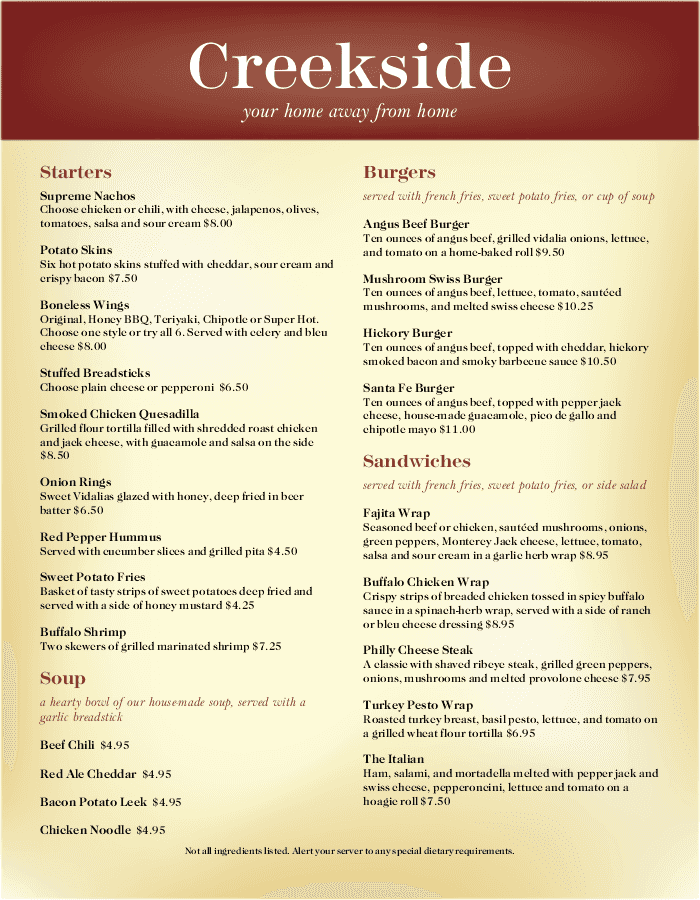 Creekside
your home away from home
Starters
Supreme Nachos
Choose chicken or chili, with cheese, jalapenos, olives,
tomatoes, salsa and sour cream $8.00
Potato Skins
Six hot potato skins stuffed with cheddar, sour cream and
crispy bacon $7.50
Boneless Wings
Original, Honey BBQ, Teriyaki, Chipotle or Super Hot.
Choose one style or try all 6. Served with celery and bleu
cheese $8.00
Stuffed Breadsticks
Choose plain cheese or pepperoni $6.50
Smoked Chicken Quesadilla
Grilled flour tortilla filled with shredded roast chicken
and jack cheese, with guacamole and salsa on the side
$8.50
Onion Rings
Sweet Vidalias glazed with honey, deep fried in beer
batter $6.50
Red Pepper Hummus
Served with cucumber slices and grilled pita $4.50
Sweet Potato Fries
Basket of tasty strips of sweet potatoes deep fried and
served with a side of honey mustard $4.25
Buffalo Shrimp
Two skewers of grilled marinated shrimp $7.25
Soup
a hearty bowl of our housemade soup, served with a
garlic breadstick
Beef Chili $4.95
Red Ale Cheddar $4.95
Bacon Potato Leek $4.95
Chicken Noodle $4.95
Burgers
served with french fries, sweet potato fries, or cup of soup
Angus Beef Burger
Ten ounces of angus beef, grilled vidalia onions, lettuce,
and tomato on a home-baked roll $9.50
Mushroom Swiss Burger
Ten ounces of angus beef, lettuce, tomato, sautéed
mushrooms, and melted swiss cheese $10.25
Hickory Burger
Ten ounces of angus beef, topped with cheddar, hickory
smoked bacon and smoky barbecue sauce $10.50
Santa Fe Burger
Ten ounces of angus beef, topped with pepper jack
cheese, house-made guacamole, pico de gallo and
chipotle mayo $11.00
Sandwiches
served with french fries, sweet potato fries, or side salad
Fajita Wrap
Seasoned beef or chicken, sautéed mushrooms, onions,
green peppers, Monterey Jack cheese, lettuce, tomato,
salsa and sour cream in a garlic herb wrap $8.95
Buffalo Chicken Wrap
Crispy strips of breaded chicken tossed in spicy buffalo
sauce in a spinach-herb wrap, served with a side of ranch
or bleu cheese dressing $8.95
Philly Cheese Steak
A classic with shaved ribeye steak, grilled green peppers,
onions, mushrooms and melted provolone cheese $7.95
Turkey Pesto Wrap
Roasted turkey breast, basil pesto, lettuce, and tomato on
a grilled wheat flour tortilla $6.95
The Italian
Ham, salami, and mortadella melted with pepper jack and
swiss cheese, pepperoncini, lettuce and tomato on a
hoagie roll $7.50
Not all ingredients listed. Alert your server to any special dietary requirements.